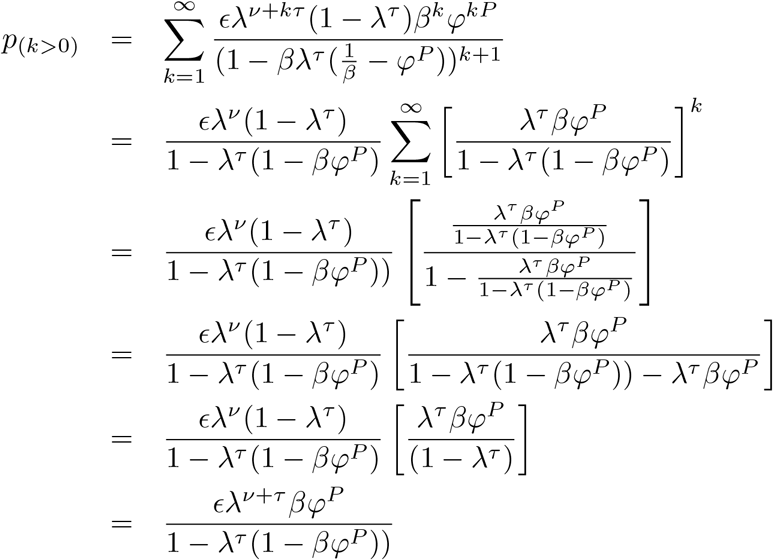 p_{(k>0)} = \sum_{k=1}^{\infty} \frac{\epsilon\lambda^{\nu+k\tau}(1-\lambda^{\tau})\beta^{k}\varphi^{kP}}{(1-\beta\lambda^{\tau}(\frac{1}{\beta}-\varphi^{P}))^{k+1}}
= \frac{\epsilon\lambda^{\nu}(1-\lambda^{\tau})}{1-\lambda^{\tau}(1-\beta\varphi^{P})} \sum_{k=1}^{\infty} \left[\frac{\lambda^{\tau}\beta\varphi^{P}}{1-\lambda^{\tau}(1-\beta\varphi^{P})}\right]^{k}
= \frac{\epsilon\lambda^{\nu}(1-\lambda^{\tau})}{1-\lambda^{\tau}(1-\beta\varphi^{P}))} \left[\frac{\frac{\lambda^{\tau}\beta\varphi^{P}}{1-\lambda^{\tau}(1-\beta\varphi^{P})}}{1-\frac{\lambda^{\tau}\beta\varphi^{P}}{1-\lambda^{\tau}(1-\beta\varphi^{P})}}\right]
= \frac{\epsilon\lambda^{\nu}(1-\lambda^{\tau})}{1-\lambda^{\tau}(1-\beta\varphi^{P})} \left[\frac{\lambda^{\tau}\beta\varphi^{P}}{1-\lambda^{\tau}(1-\beta\varphi^{P}))-\lambda^{\tau}\beta\varphi^{P}}\right]
= \frac{\epsilon\lambda^{\nu}(1-\lambda^{\tau})}{1-\lambda^{\tau}(1-\beta\varphi^{P})} \left[\frac{\lambda^{\tau}\beta\varphi^{P}}{(1-\lambda^{\tau})}\right]
= \frac{\epsilon\lambda^{\nu+\tau}\beta\varphi^{P}}{1-\lambda^{\tau}(1-\beta\varphi^{P}))}